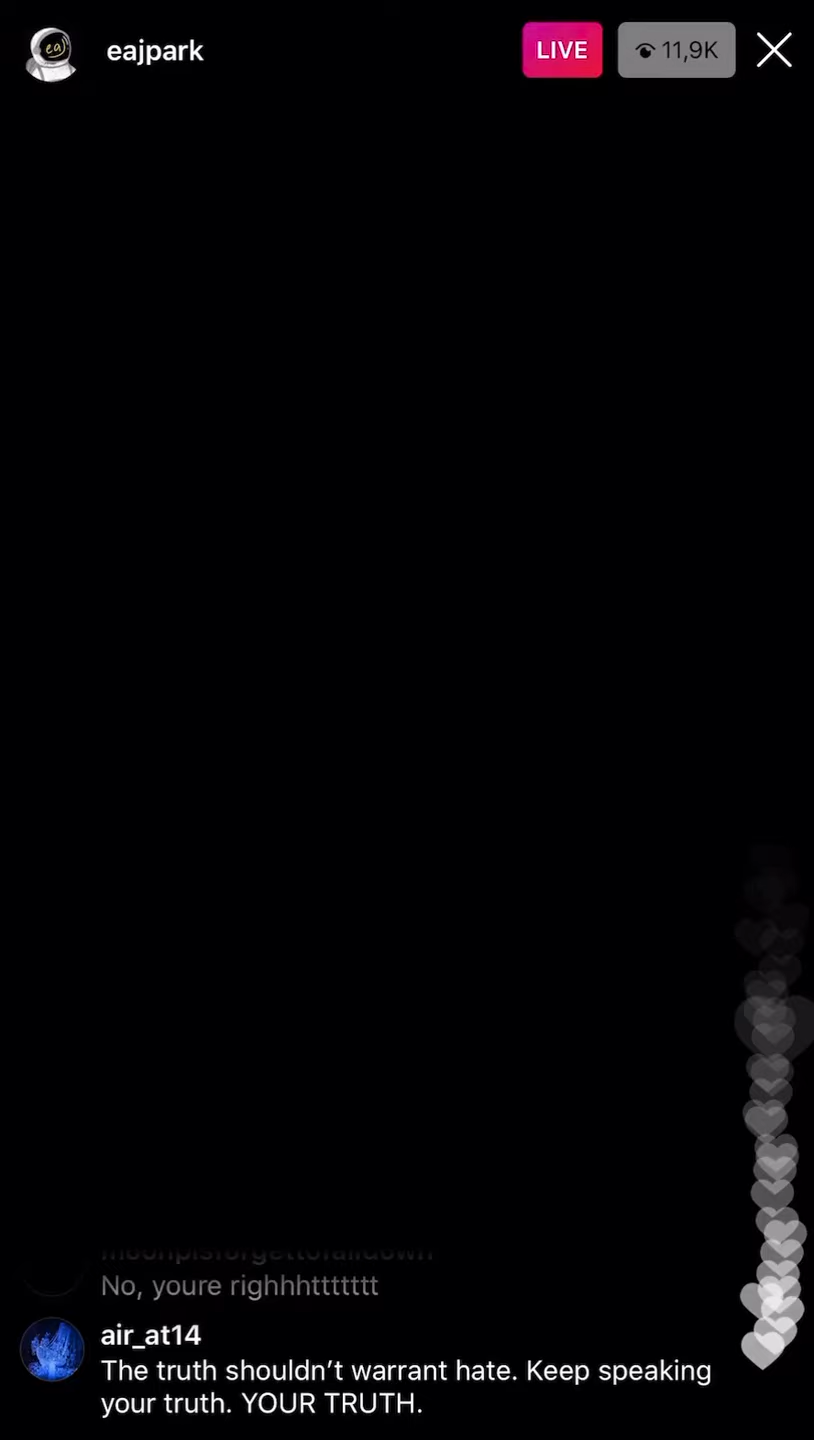 eaj
eajpark
LIVE
11,9K
No, youre righhhttttttt
air_at14
The truth shouldn't warrant hate. Keep speaking
your truth. YOUR TRUTH.